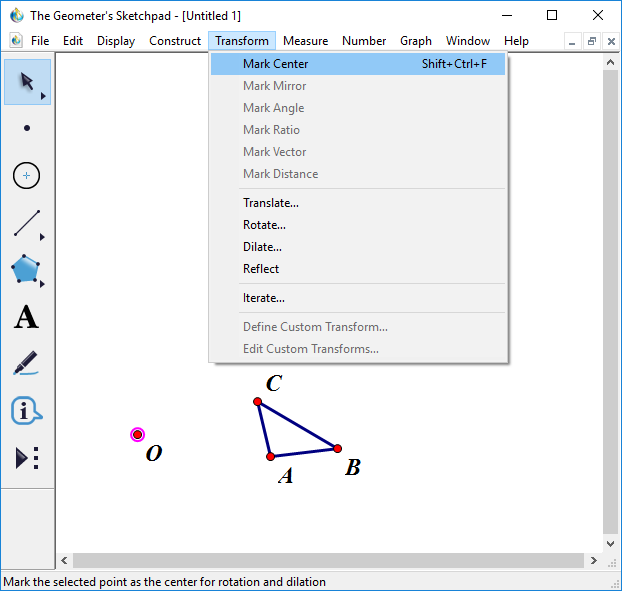 The Geometer's Sketchpad - [Untitled 1]
File Edit Display Construct Transform Measure Number Graph Window Help
Mark Center Shift+Ctrl+F
Mark Mirror
Mark Angle
Mark Ratio
Mark Vector
Mark Distance
Translate...
Rotate...
Dilate...
Reflect
Iterate...
Define Custom Transform...
Edit Custom Transforms...
A
C
O
B
A
Mark the selected point as the center for rotation and dilation